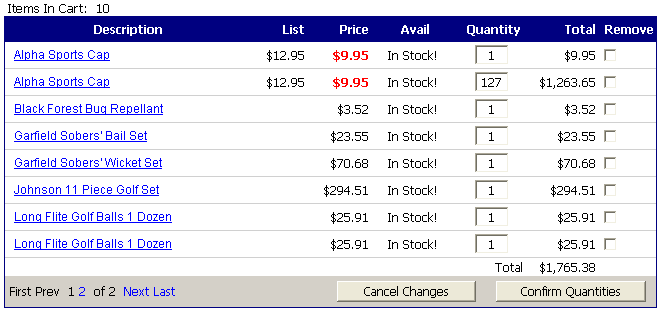 Items In Cart: 10
Description List Price Avail Quantity Total Remove
Alpha Sports Cap $12.95 $9.95 In Stock! 1 $9.95
Alpha Sports Cap $12.95 $9.95 In Stock! 127 $1,263.65
Black Forest Bug Repellant $3.52 In Stock! 1 $3.52
Garfield Sobers' Bail Set $23.55 In Stock! 1 $23.55
Garfield Sobers' Wicket Set $70.68 In Stock! 1 $70.68
Johnson 11 Piece Golf Set $294.51 In Stock! 1 $294.51
Long Flite Golf Balls 1 Dozen $25.91 In Stock! 1 $25.91
Long Flite Golf Balls 1 Dozen $25.91 In Stock! 1 $25.91
Total $1,765.38
First Prev 1 2 of 2 Next Last Cancel Changes Confirm Quantities